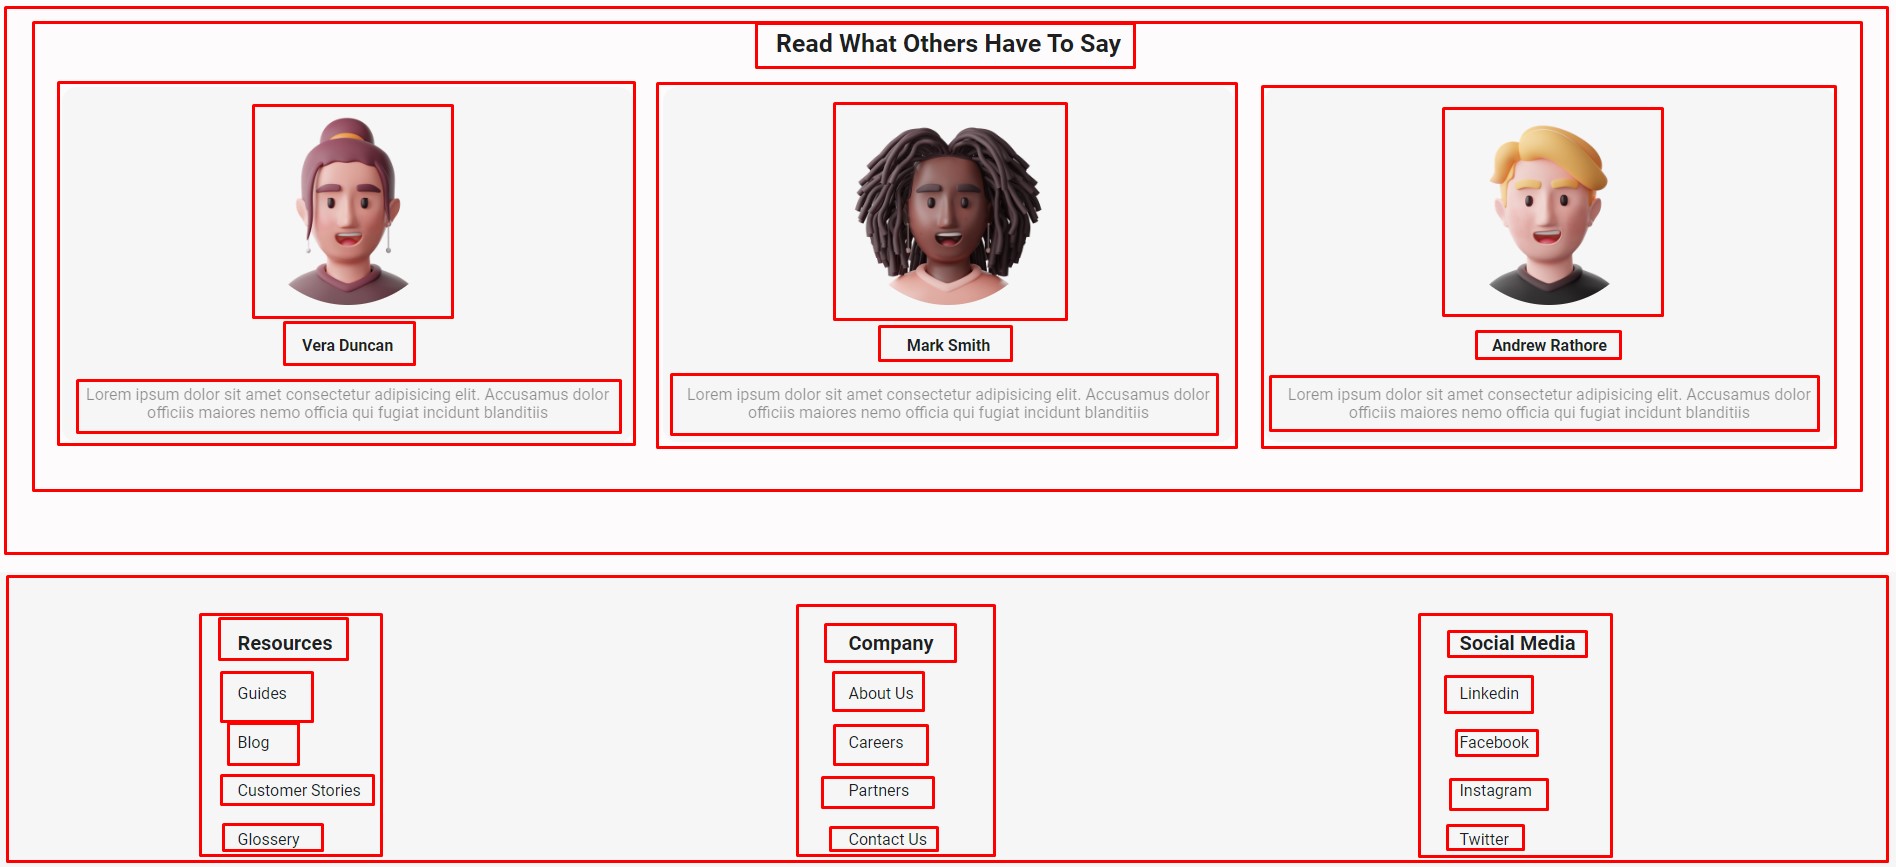 Read What Others Have To Say
Vera Duncan
Lorem ipsum dolor sit amet consectetur adipisicing elit. Accusamus dolor
officiis maiores nemo officia qui fugiat incidunt blanditiis
Mark Smith
Lorem ipsum dolor sit amet consectetur adipisicing elit. Accusamus dolor
officiis maiores nemo officia qui fugiat incidunt blanditiis
Andrew Rathore
Lorem ipsum dolor sit amet consectetur adipisicing elit. Accusamus dolor
officiis maiores nemo officia qui fugiat incidunt blanditiis
Resources
Guides
Blog
Customer Stories
Glossery
Company
About Us
Careers
Partners
Contact Us
Social Media
Linkedin
Facebook
Instagram
Twitter